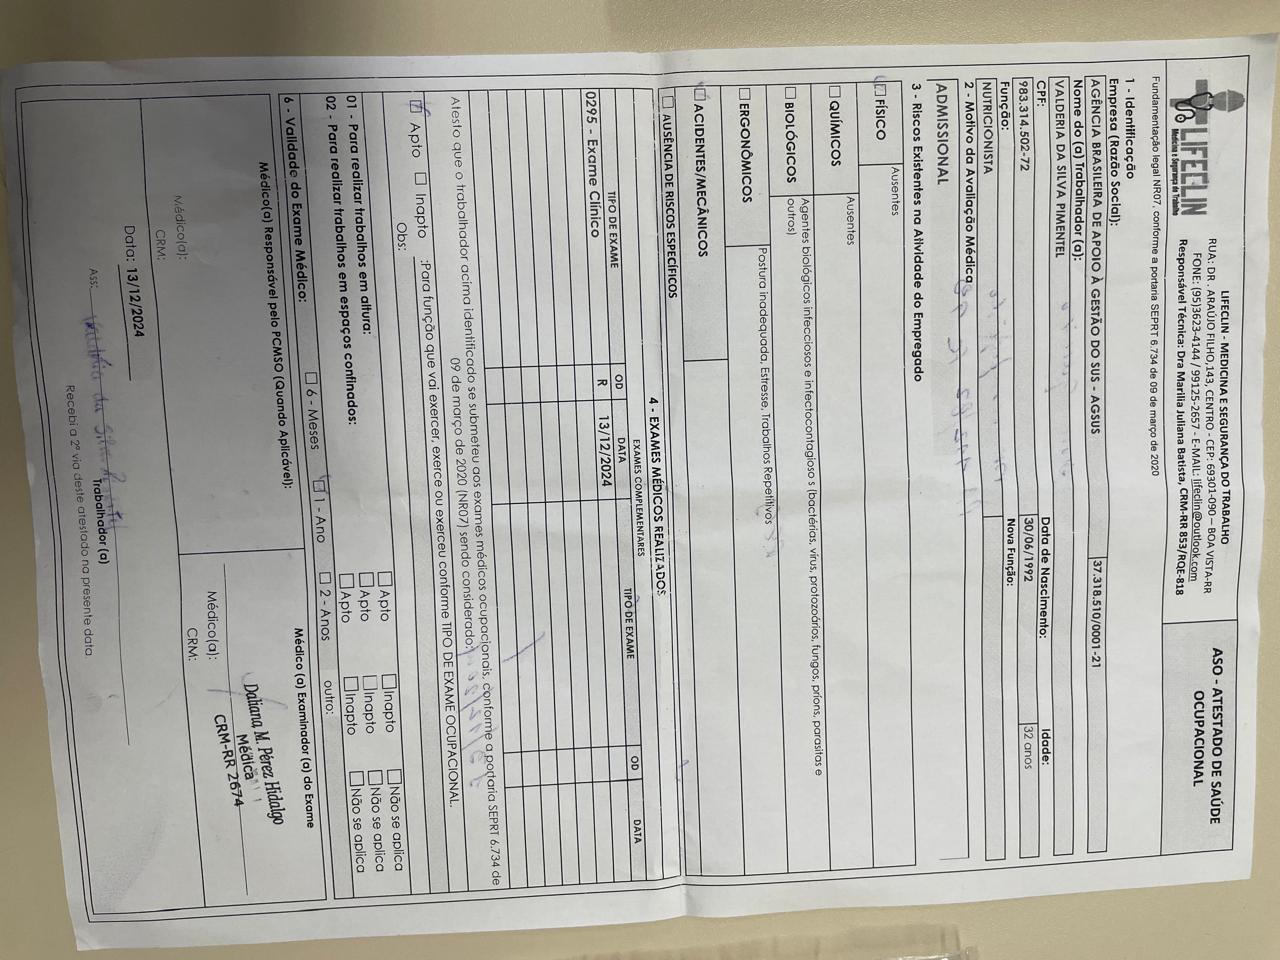 LIFECLIN
Medicina e Segurança do Trabalho
LIFECLIN - MEDICINA E SEGURANÇA DO TRABALHO
RUA: DR . ARAÚJO FILHO,143, CENTRO - CEP: 69301-090 – BOA VISTA-RR
FONE: (95)3623-4144 / 99125-2657 - E-MAIL: lifeclin@outlook.com
Responsável Técnica: Dra Marilia Juliana Batista, CRM-RR 853/RQE-818
ASO - ATESTADO DE SAÚDE
OCUPACIONAL
Fundamentação legal NR07, conforme a portaria SEPRT 6.734 de 09 de março de 2020
1 - Identificação
Empresa (Razão Social):
AGÊNCIA BRASILEIRA DE APOIO À GESTÃO DO SUS - AGSUS
37.318.510/0001-21
Nome do (a) Trabalhador (a):
VALDERIA DA SILVA PIMENTEL
CPF:
Data de Nascimento:
Idade:
983.314.502-72
30/06/1992
32 anos
Função:
Nova Função:
NUTRICIONISTA
2 - Motivo da Avaliação Médica
ADMISSIONAL
3 - Riscos Existentes na Atividade do Empregado
FÍSICO
Ausentes
QUÍMICOS
Ausentes
BIOLÓGICOS
Agentes biológicos infecciosos e infectocontagioso s (bactérias, vírus, protozoários, fungos, príons, parasitas e
outros)
ERGONÔMICOS
Postura inadequada, Estresse, Trabalhos Repetitivos
ACIDENTES/MECÂNICOS
AUSÊNCIA DE RISCOS ESPECÍFICOS
4 - EXAMES MÉDICOS REALIZADOS
EXAMES COMPLEMENTARES
TIPO DE EXAME OD DATA TIPO DE EXAME OD DATA
0295 - Exame Clínico R 13/12/2024
Atesto que o trabalhador acima identificado se submeteu aos exames médicos ocupacionais, conforme a portaria SEPRT 6.734 de
09 de março de 2020 (NR07) sendo considerado:
Apto Inapto :Para função que vai exercer, exerce ou exerceu conforme TIPO DE EXAME OCUPACIONAL.
Obs:
Apto Inapto Não se aplica
01 - Para realizar trabalhos em altura: Apto Inapto Não se aplica
02 - Para realizar trabalhos em espaços confinados: Apto Inapto Não se aplica
6 - Validade do Exame Médico: 6 - Meses 1 - Ano 2 - Anos outro:
Médico(a) Responsável pelo PCMSO (Quando Aplicável):
Médico (a) Examinador(a) do Exame
Daliana M. Pérez Hidalgo
Médica
CRM-RR 2674
Médico(a):
CRM:
Médico(a):
CRM:
Data: 13/12/2024
Ass:
Trabalhador (a)
Recebi a 2° via deste atestado na presente data.